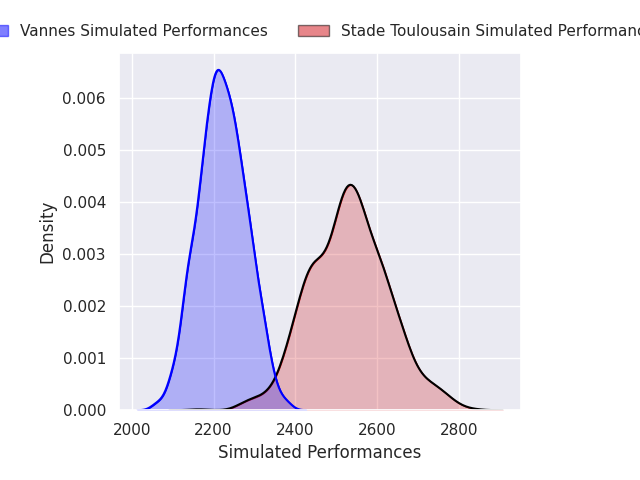 Vannes Simulated Performances
Stade Toulousain Simulated
0.006
0.005
0.004
0.003
0.002
0.001
0.000
Density
2000 2200 2400 2600 2800
Simulated Performances